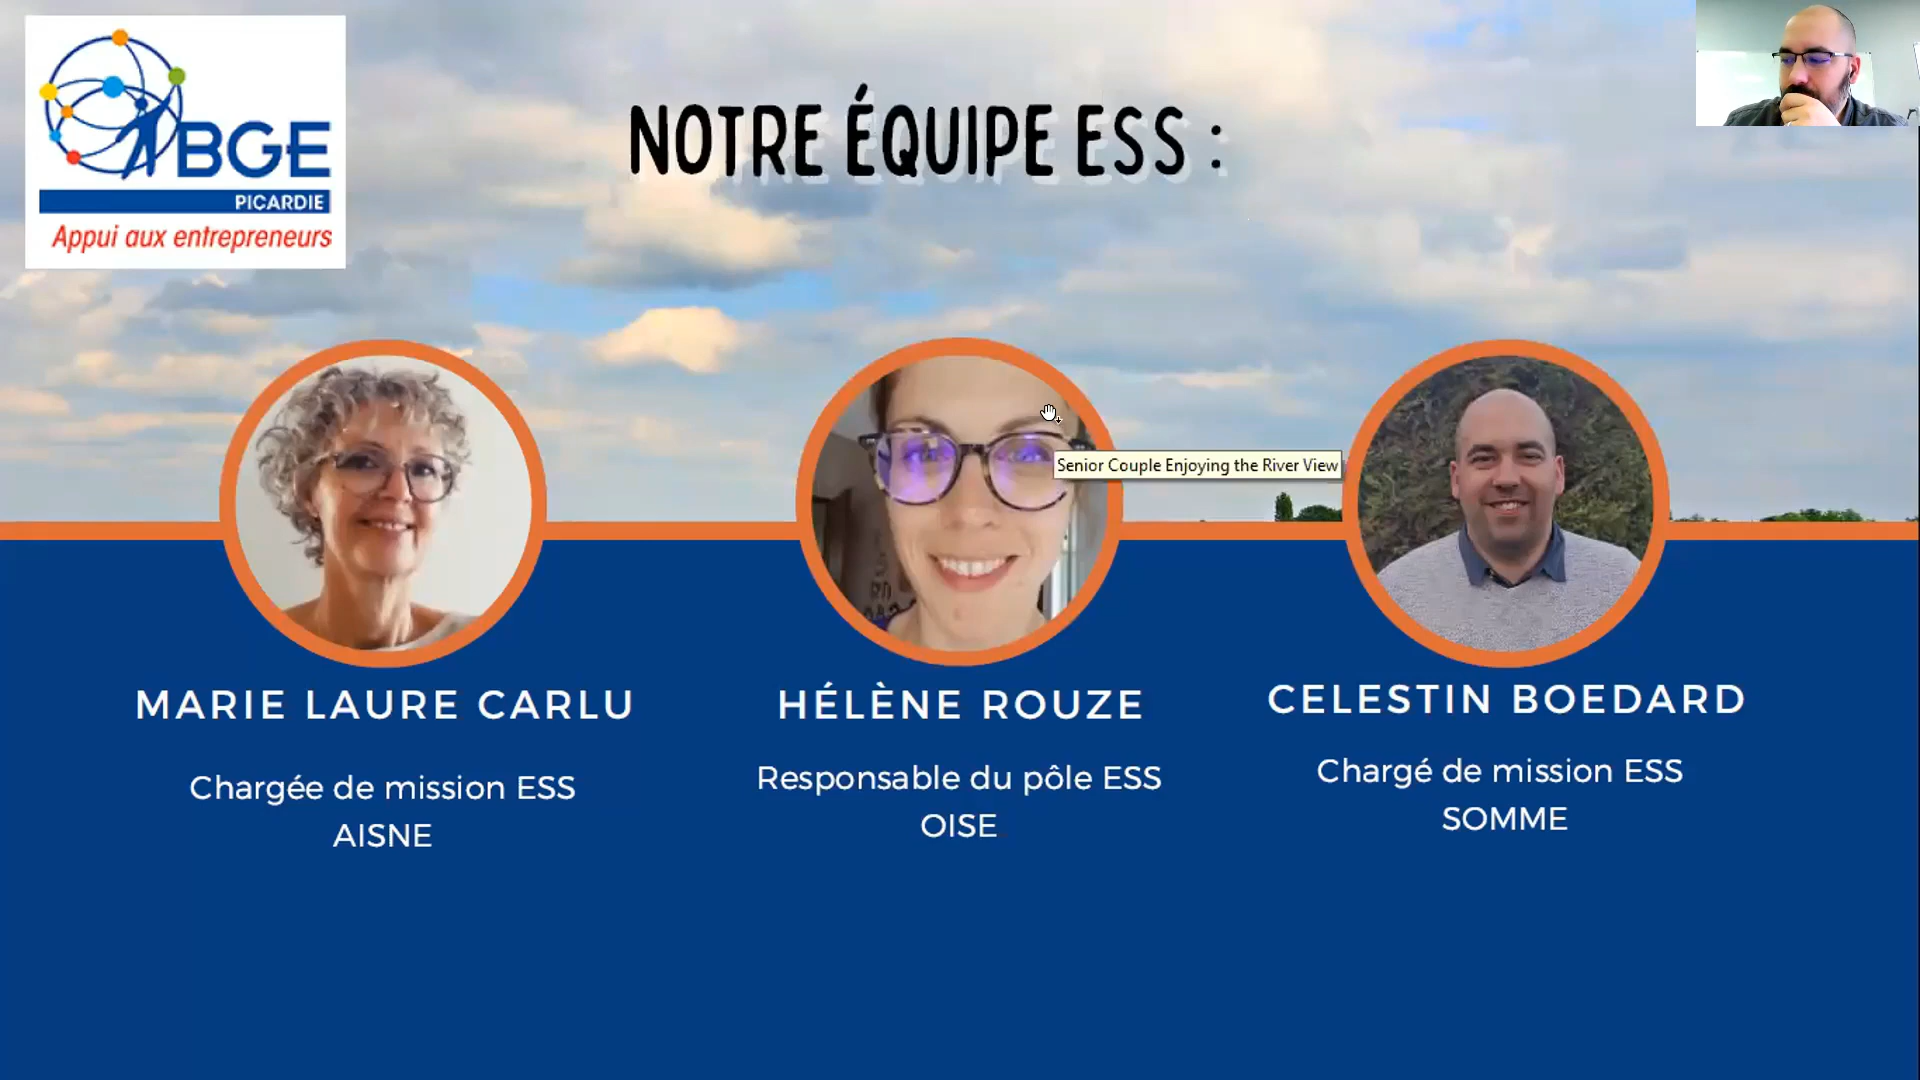 BGE
PICARDIE
Appui aux entrepreneurs
NOTRE ÉQUIPE ESS :
Senior Couple Enjoying the River View
MARIE LAURE CARLU
Chargée de mission ESS
AISNE
HÉLÈNE ROUZE
Responsable du pôle ESS
OISE
CELESTIN BOEDARD
Chargé de mission ESS
SOMME